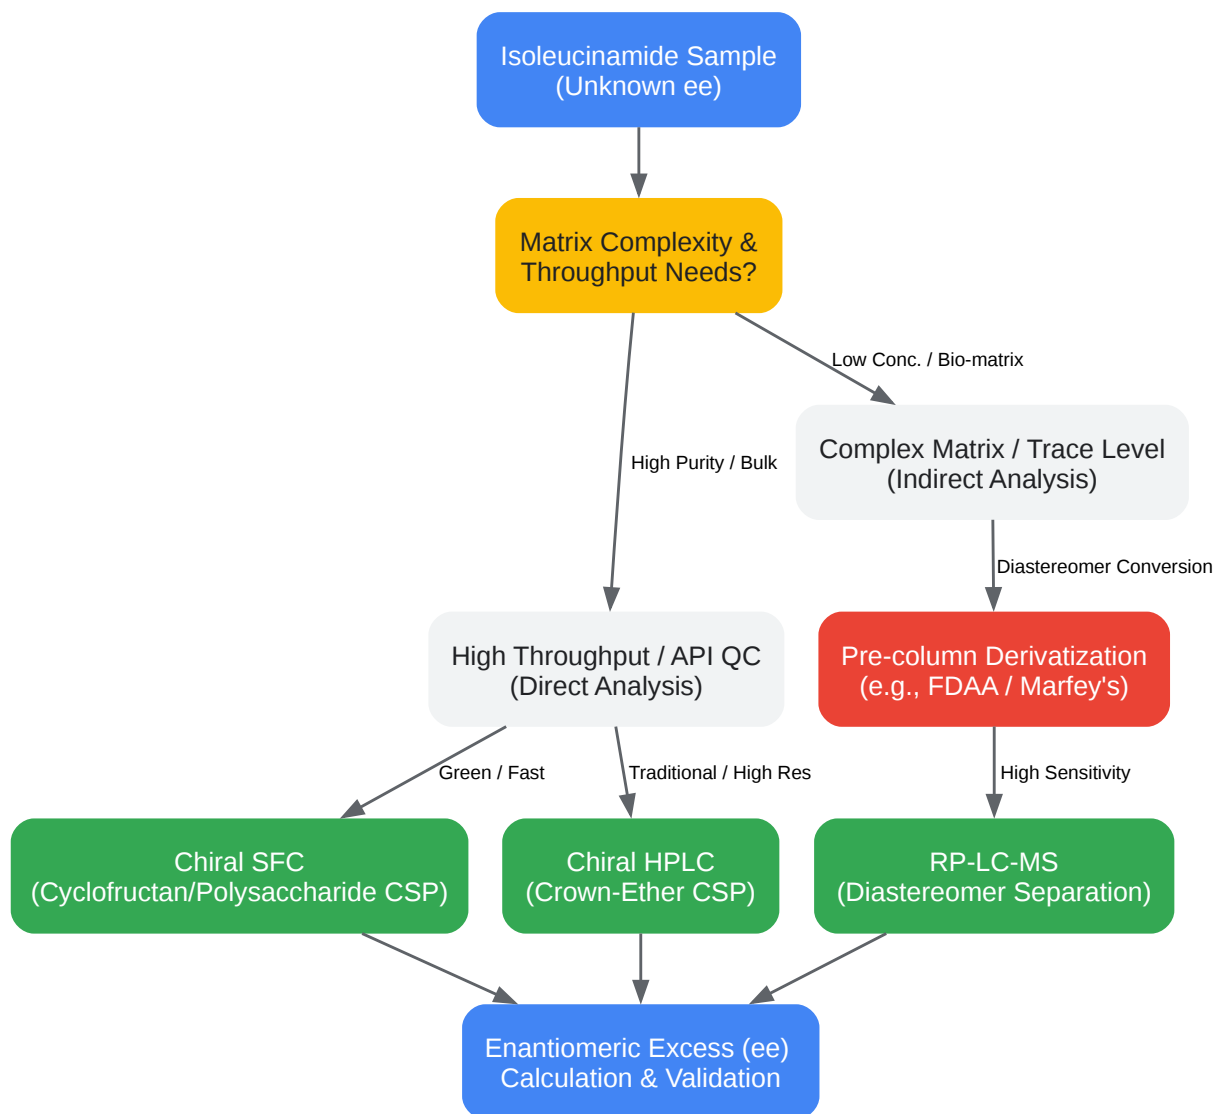 Isoleucinamide Sample
(Unknown ee)
Matrix Complexity &
Throughput Needs?
Low Conc. / Bio-matrix
High Purity / Bulk
Complex Matrix / Trace Level
(Indirect Analysis)
Diastereomer Conversion
High Throughput / API QC
(Direct Analysis)
Pre-column Derivatization
(e.g., FDAA / Marfey's)
Green / Fast
Traditional / High Res
High Sensitivity
Chiral SFC
(Cyclofructan/Polysaccharide CSP)
Chiral HPLC
(Crown-Ether CSP)
RP-LC-MS
(Diastereomer Separation)
Enantiomeric Excess (ee)
Calculation & Validation